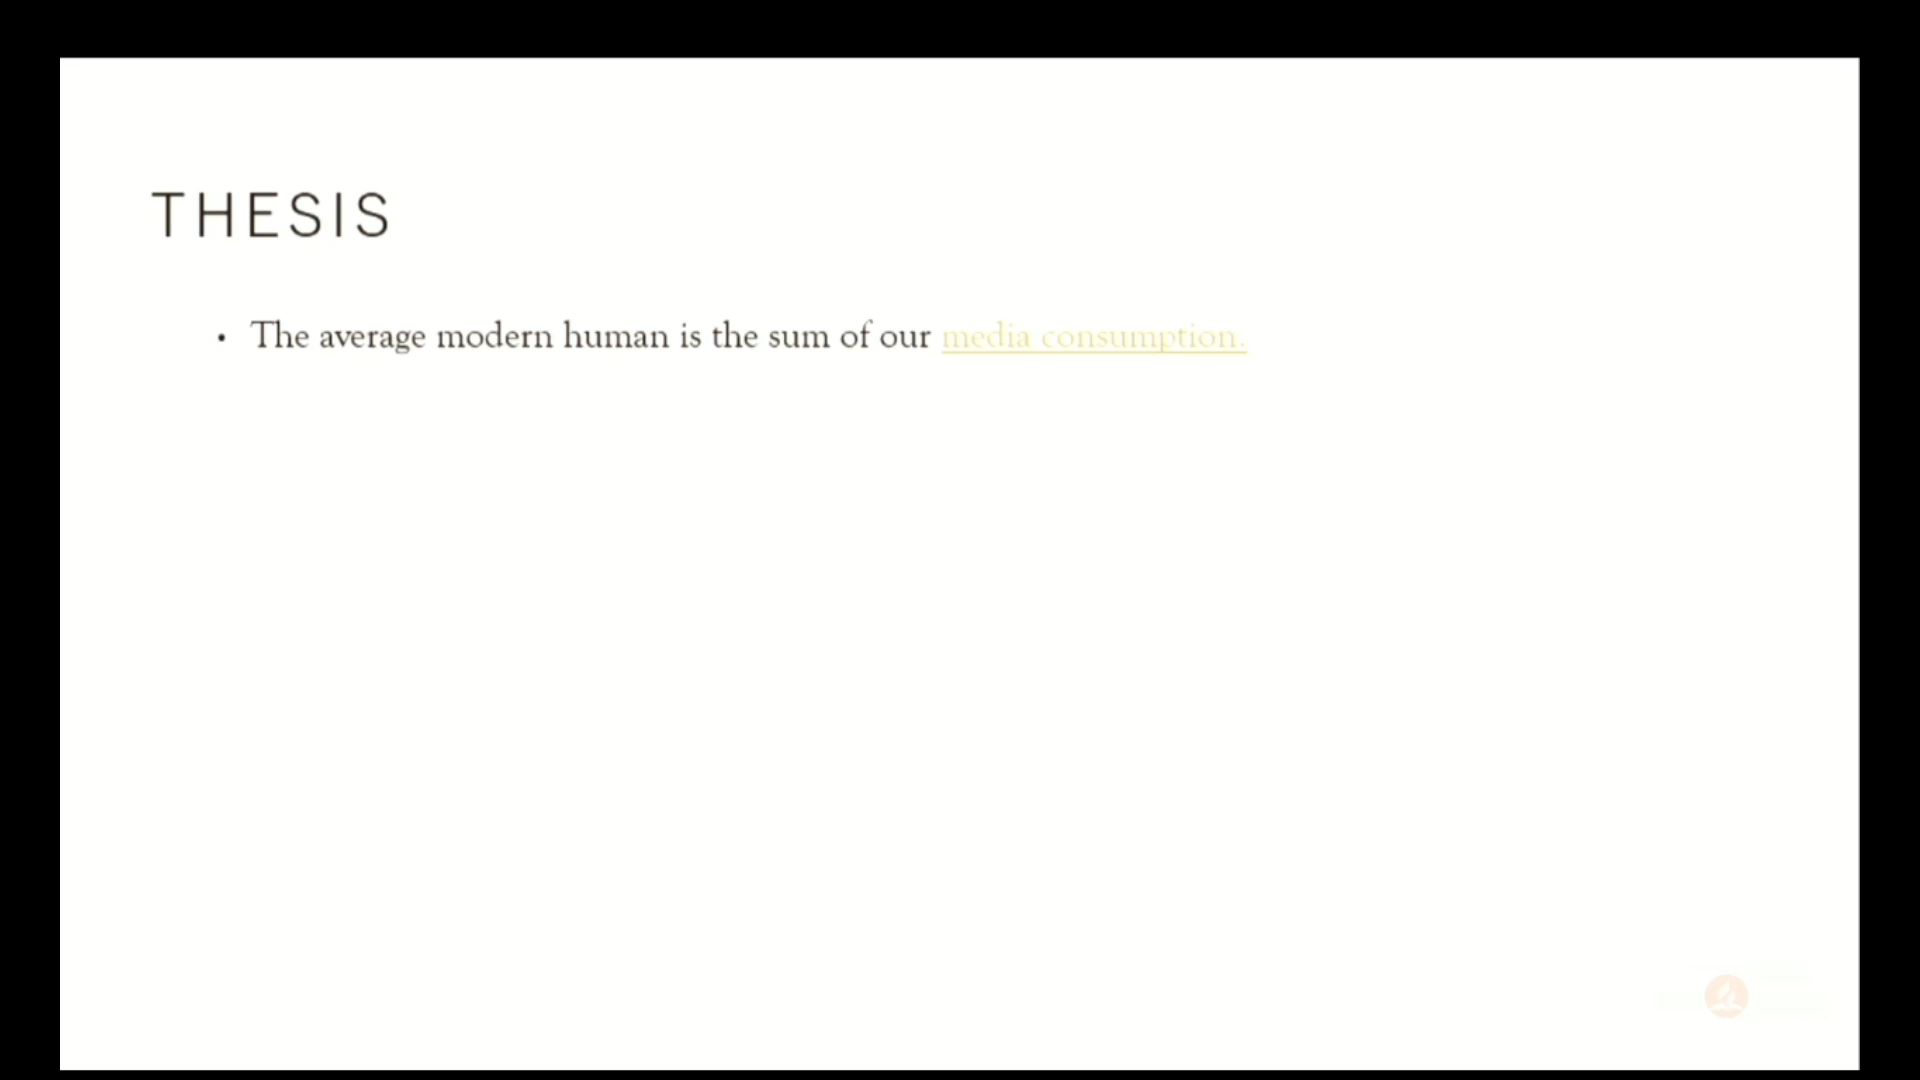 THESIS
• The average modern human is the sum of our media consumption.